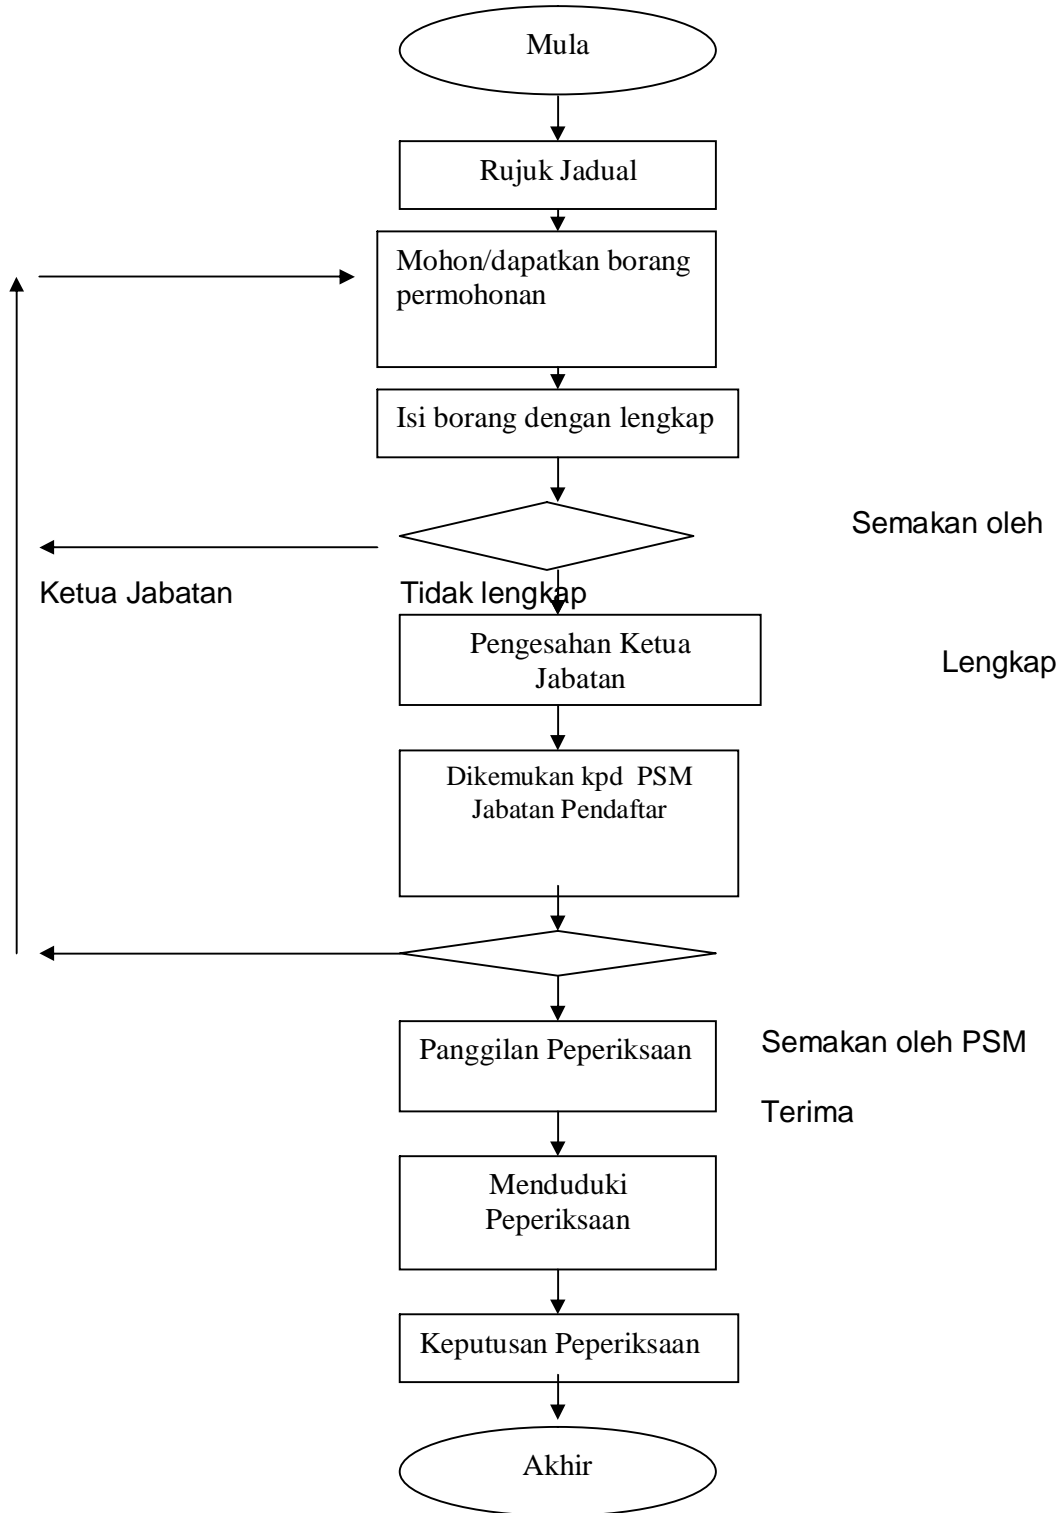 Mula
Rujuk Jadual
Mohon/dapatkan borang
permohonan
Isi borang dengan lengkap
Semakan oleh
Ketua Jabatan
Tidak lengkap
Pengesahan Ketua
Jabatan
Lengkap
Dikemukan kpd PSM
Jabatan Pendaftar
Panggilan Peperiksaan
Semakan oleh PSM
Terima
Menduduki
Peperiksaan
Keputusan Peperiksaan
Akhir